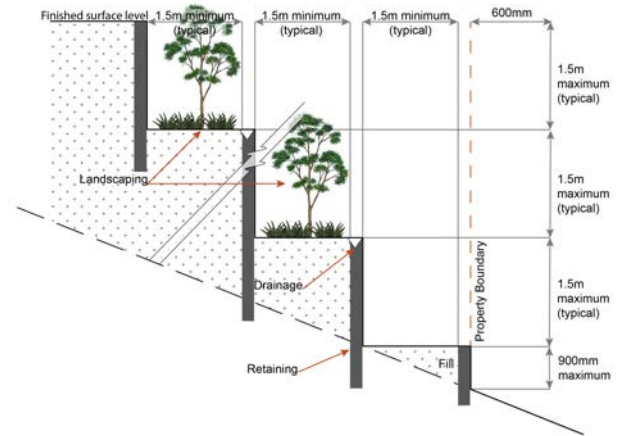 Finished surface level
1.5m minimum
(typical)
1.5m minimum
(typical)
1.5m minimum
(typical)
600mm
1.5m
maximum
(typical)
Landscaping
1.5m
maximum
(typical)
Drainage
Property Boundary
1.5m
maximum
(typical)
Retaining
Fill
900mm
maximum